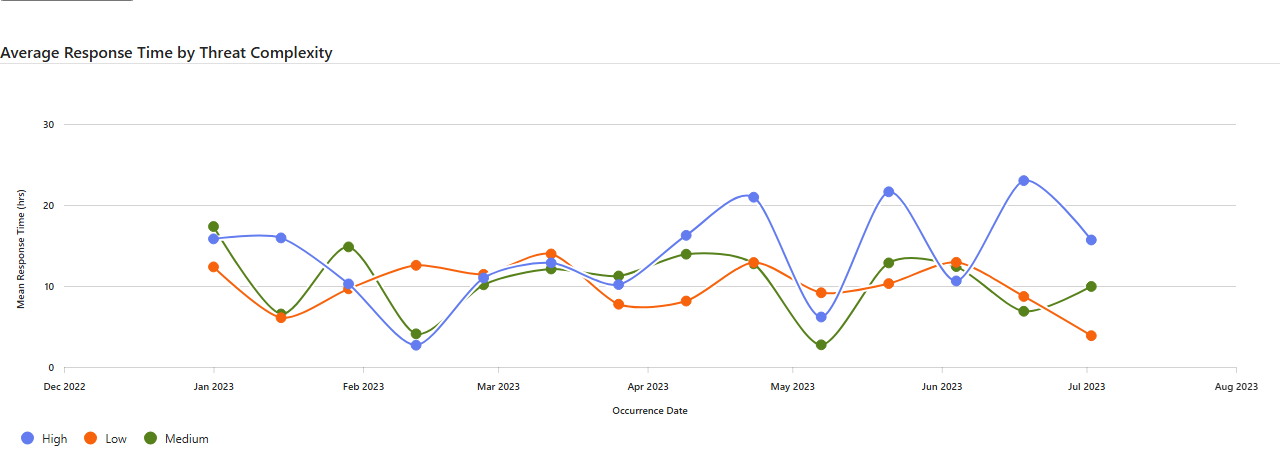 Average Response Time by Threat Complexity
30
20
10
0
Mean Response Time (hrs)
Dec 2022 Jan 2023 Feb 2023 Mar 2023 Apr 2023 May 2023 Jun 2023 Jul 2023 Aug 2023
Occurrence Date
High Low Medium